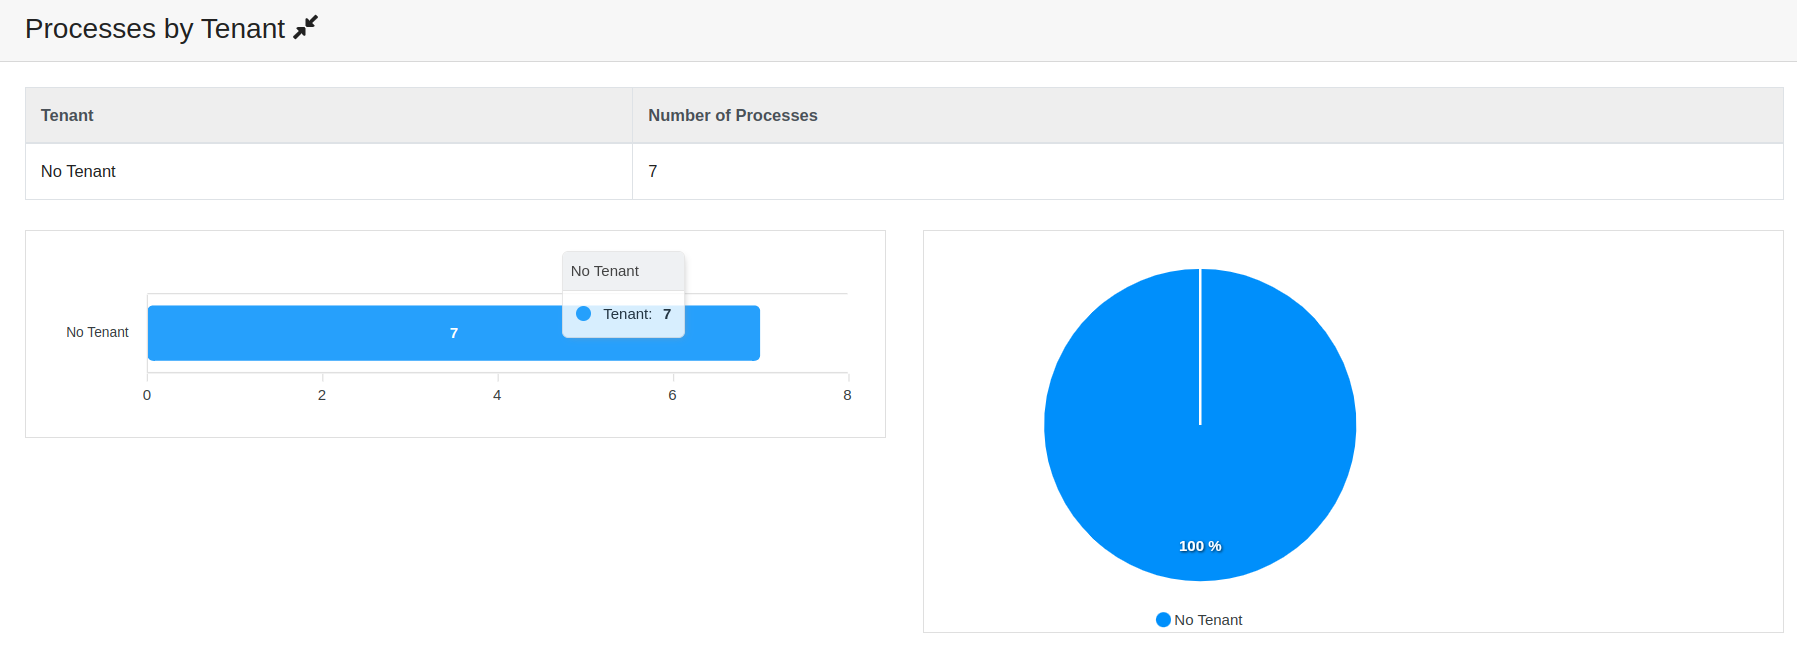 Processes by Tenant
Tenant Number of Processes
No Tenant 7
No Tenant
Tenant: 7
No Tenant 7
0 2 4 6 8
100 %
No Tenant